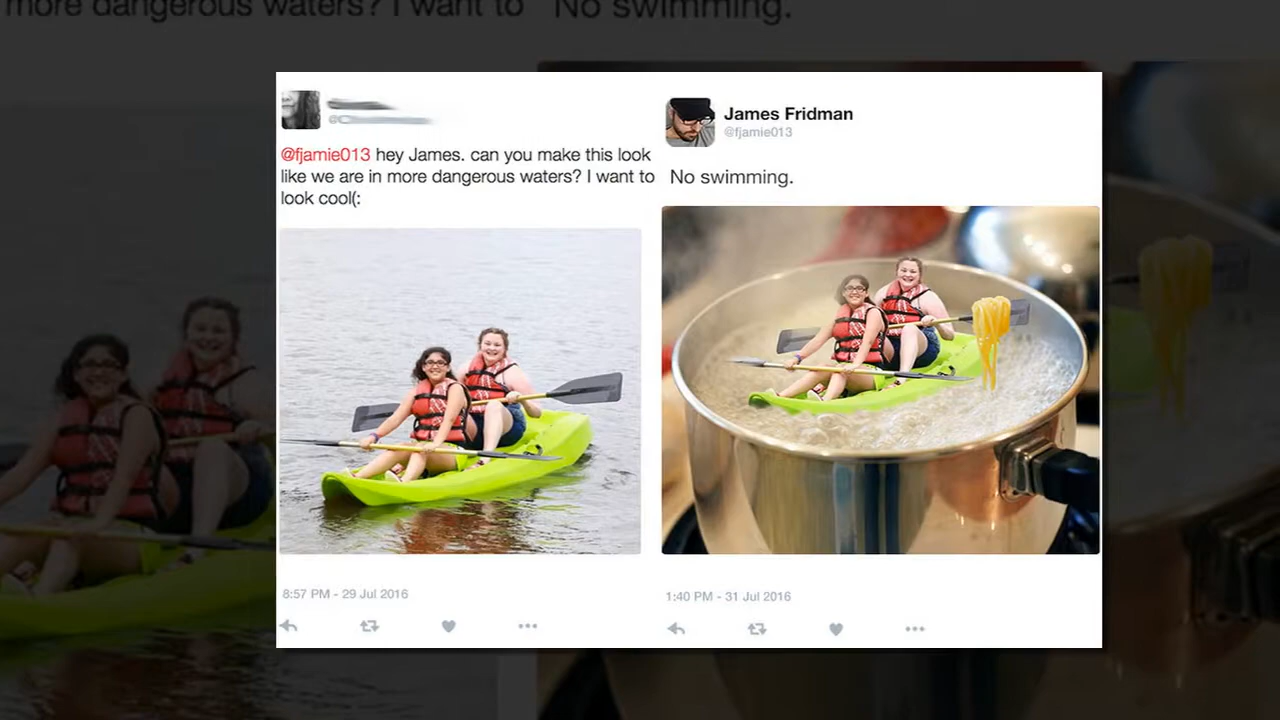 more dangerous waters? I want to
No swimming.
@fjamie013 hey James. can you make this look
like we are in more dangerous waters? I want to
look cool(:
8:57 PM - 29 Jul 2016
James Fridman
@fjamie013
No swimming.
1:40 PM - 31 Jul 2016